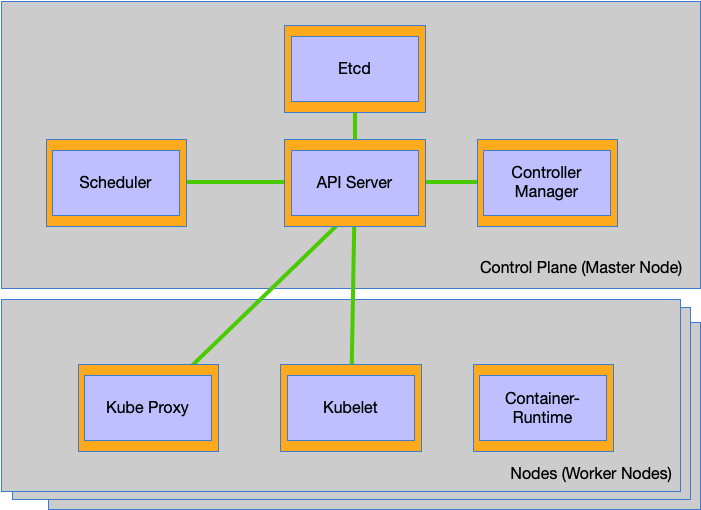 Etcd
Scheduler
API Server
Controller
Manager
Control Plane (Master Node)
Kube Proxy
Kubelet
Container-
Runtime
Nodes (Worker Nodes)